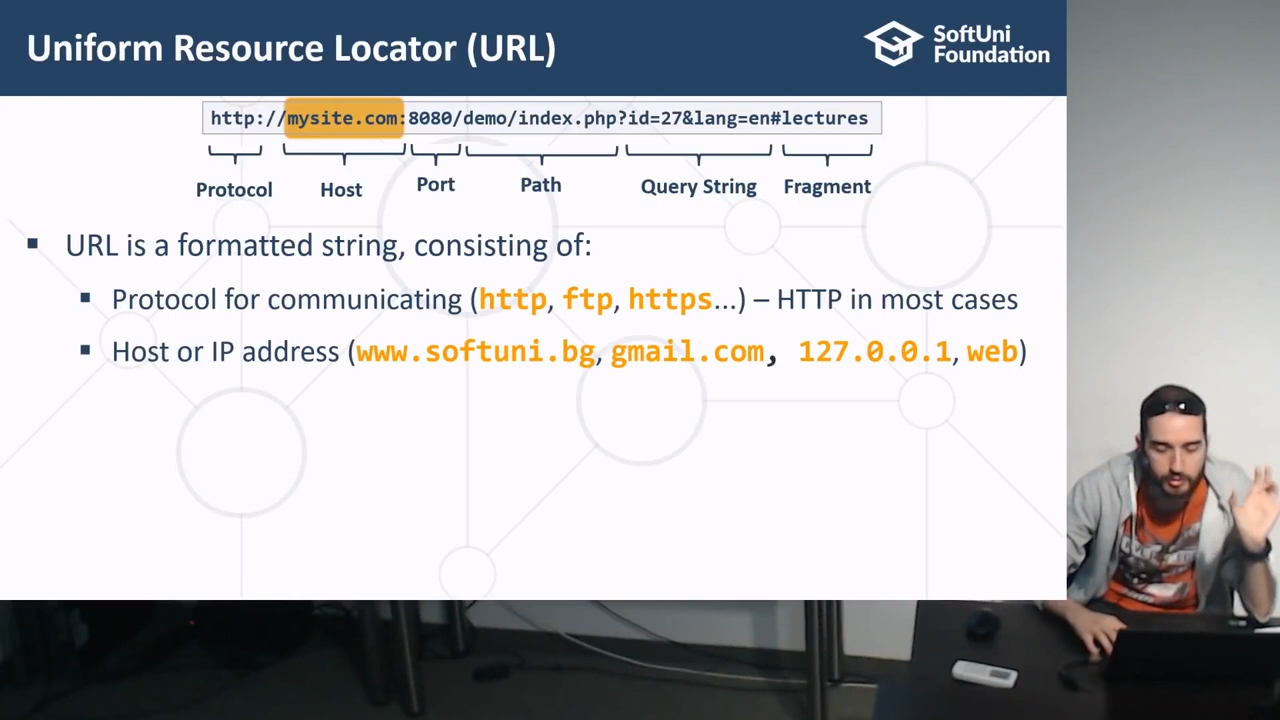 Uniform Resource Locator (URL)
SoftUni
Foundation
http://mysite.com:8080/demo/index.php?id=27&lang=en#lectures
Protocol Host Port Path Query String Fragment
▪ URL is a formatted string, consisting of:
▪ Protocol for communicating (http, ftp, https...) – HTTP in most cases
▪ Host or IP address (www.softuni.bg, gmail.com, 127.0.0.1, web)